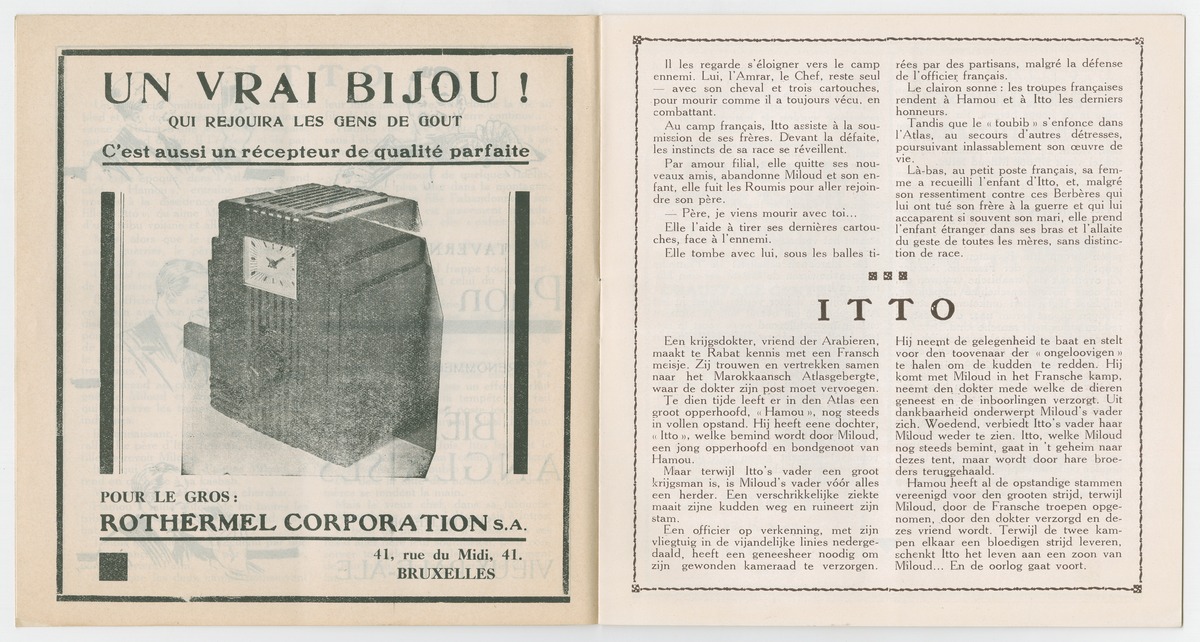 UN VRAI BIJOU !
QUI REJOUIRA LES GENS DE GOUT
C'est aussi un récepteur de qualité parfaite
POUR LE GROS :
ROTHERMEL CORPORATION S.A.
41, rue du Midi, 41.
BRUXELLES
Il les regarde s'éloigner vers le camp
ennemi. Lui, l'Amrar, le Chef, reste seul
— avec son cheval et trois cartouches,
pour mourir comme il a toujours vécu, en
combattant.
Au camp français, Itto assiste à la sou-
mission de ses frères. Devant la défaite,
les instincts de sa race se réveillent.
Par amour filial, elle quitte ses nou-
veaux amis, abandonne Miloud et son en-
fant, elle fuit les Roumis pour aller rejoin-
dre son père.
— Père, je viens mourir avec toi...
Elle l'aide à tirer ses dernières cartou-
ches, face à l'ennemi.
Elle tombe avec lui, sous les balles ti-
rées par des partisans, malgré la défense
de l'officier français.
Le clairon sonne : les troupes françaises
rendent à Hamou et à Itto les derniers
honneurs.
Tandis que le « toubib » s'enfonce dans
l'Atlas, au secours d'autres détresses,
poursuivant inlassablement son œuvre de
vie.
Là-bas, au petit poste français, sa fem-
me a recueilli l'enfant d'Itto, et, malgré
son ressentiment contre ces Berbères qui
lui ont tué son frère à la guerre et qui lui
accaparent si souvent son mari, elle prend
l'enfant étranger dans ses bras et l'allaite
du geste de toutes les mères, sans distinc-
tion de race.
ITTO
Een krijgsdokter, vriend der Arabieren,
maakt te Rabat kennis met een Fransch
meisje. Zij trouwen en vertrekken samen
naar het Marokkaansch Atlasgebergte,
waar de dokter zijn post moet vervoegen.
Te dien tijde leeft er in den Atlas een
groot opperhoofd, « Hamou », nog steeds
in vollen opstand. Hij heeft eene dochter,
« Itto », welke bemind wordt door Miloud,
een jong opperhoofd en bondgenoot van
Hamou.
Maar terwijl Itto's vader een groot
krijgsman is, is Miloud's vader vóór alles
een herder. Een verschrikkelijke ziekte
maait zijne kudden weg en ruineert zijn
stam.
Een officier op verkenning, met zijn
vliegtuig in de vijandelijke linies nederge-
daald, heeft een geneesheer noodig om
zijn gewonden kameraad te verzorgen.
Hij neemt de gelegenheid te baat en stelt
voor den toovenaar der « ongeloovigen »
te halen om de kudden te redden. Hij
komt met Miloud in het Fransche kamp,
neemt den dokter mede welke de dieren
geneest en de inboorlingen verzorgt. Uit
dankbaarheid onderwerpt Miloud's vader
zich. Woedend, verbiedt Itto's vader haar
Miloud weder te zien. Itto, welke Miloud
nog steeds bemint, gaat in 't geheim naar
dezes tent, maar wordt door hare broe-
ders teruggehaald.
Hamou heeft al de opstandige stammen
vereenigd voor den grooten strijd, terwijl
Miloud, door de Fransche troepen opge-
nomen, door den dokter verzorgd en de-
zes vriend wordt. Terwijl de twee kam-
pen elkaar een bloedigen strijd leveren,
schenkt Itto het leven aan een zoon van
Miloud... En de oorlog gaat voort.